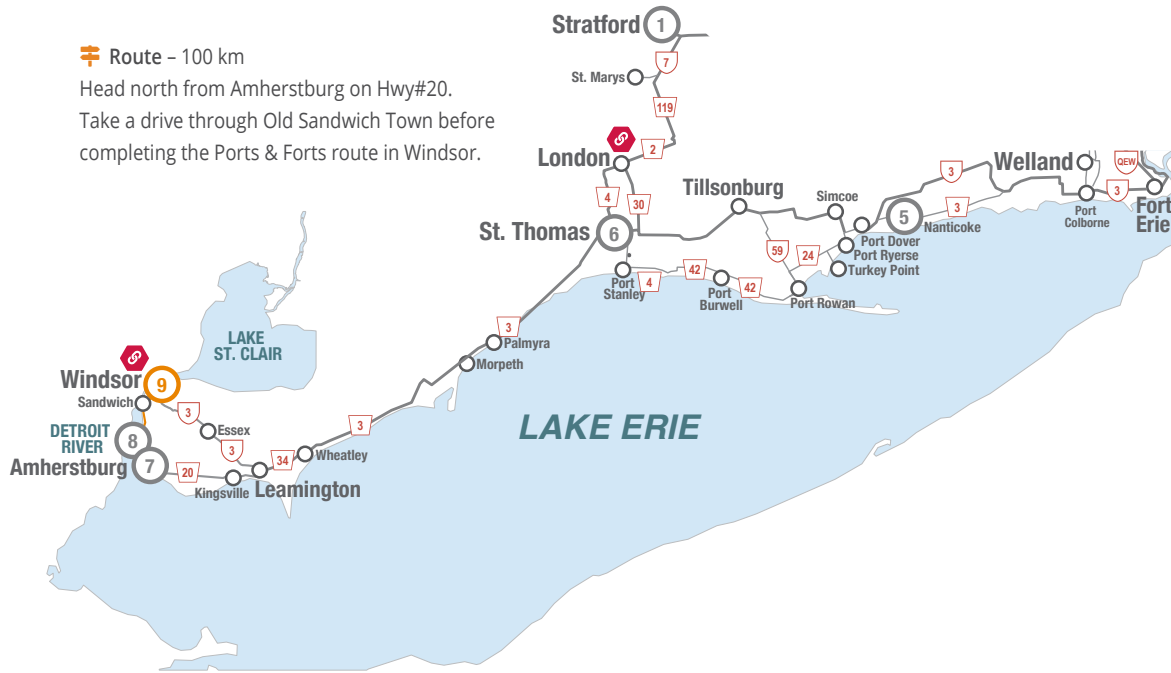 Route – 100 km
Head north from Amherstburg on Hwy#20.
Take a drive through Old Sandwich Town before
completing the Ports & Forts route in Windsor.
Stratford
1
7
St. Marys
119
2
London
4
30
Tillsonburg
Simcoe
3
Welland
QEW
3
Port
Colborne
Fort
Erie
St. Thomas
6
5
3
Nanticoke
Port Dover
Port Ryerse
Turkey Point
59
24
Port
Stanley
4
42
Port
Burwell
42
Port Rowan
LAKE
ST. CLAIR
3
Palmyra
Morpeth
Windsor
9
Sandwich
3
Essex
3
DETROIT
RIVER
8
Amherstburg
7
20
Kingsville
Leamington
34
Wheatley
3
LAKE ERIE